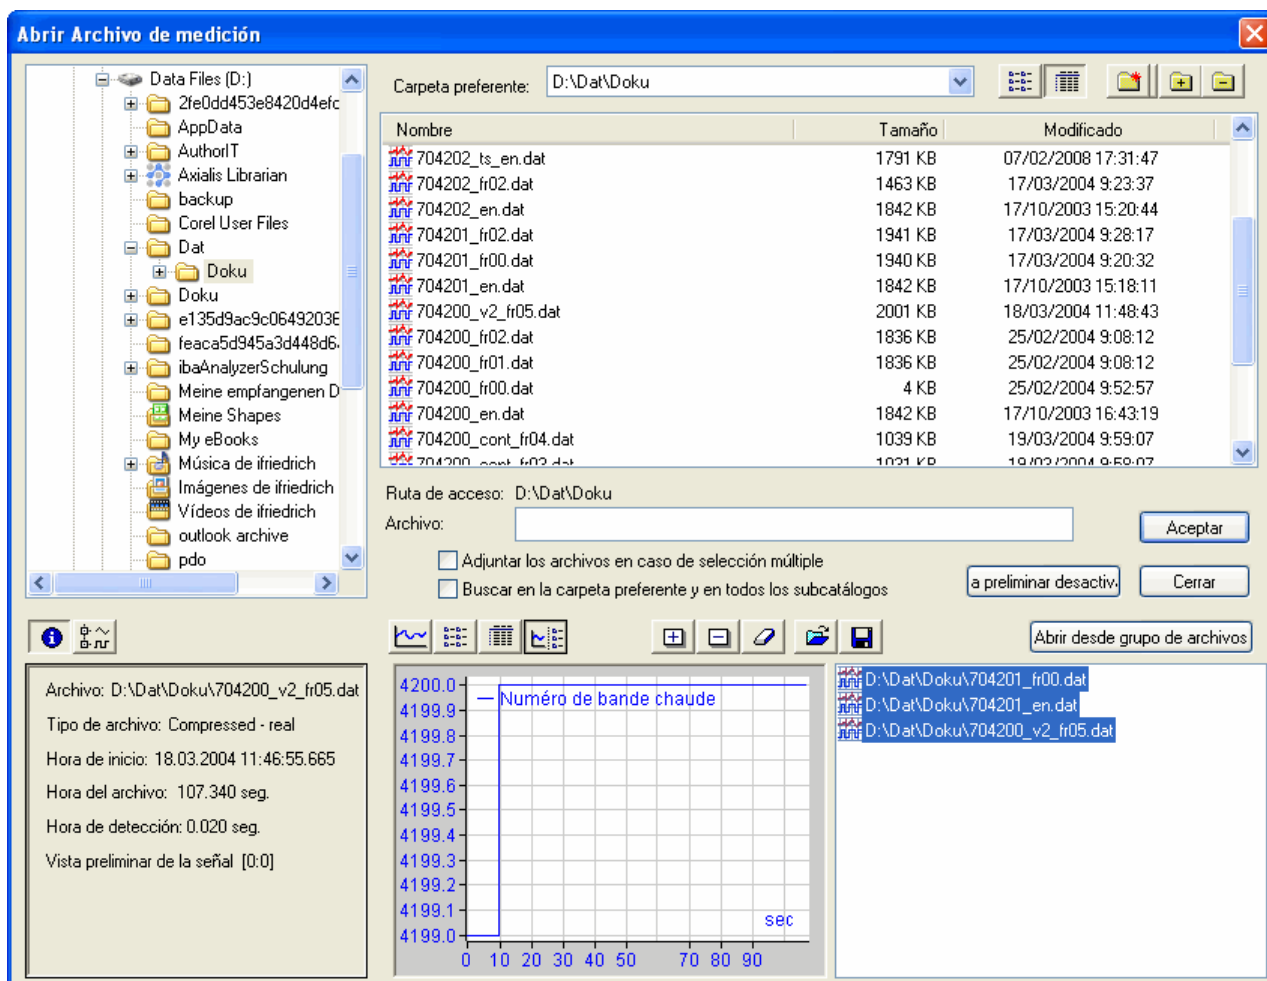 Abrir Archivo de medición
Data Files (D:)
2fe0dd453e8420d4efc
AppData
AuthorIT
Axialis Librarian
backup
Corel User Files
Dat
Doku
Doku
e135d9ac9c06492036
feaca5d945a3d448d6.
ibaAnalyzerSchulung
Meine empfangenen D
Meine Shapes
My eBooks
Música de ifriedrich
Imágenes de ifriedrich
Vídeos de ifriedrich
outlook archive
pdo
Carpeta preferente: D:\Dat\Doku
Nombre Tamaño Modificado
704202_ts_en.dat 1791 KB 07/02/2008 17:31:47
704202_fr02.dat 1463 KB 17/03/2004 9:23:37
704202_en.dat 1842 KB 17/10/2003 15:20:44
704201_fr02.dat 1941 KB 17/03/2004 9:28:17
704201_fr00.dat 1940 KB 17/03/2004 9:20:32
704201_en.dat 1842 KB 17/10/2003 15:18:11
704200_v2_fr05.dat 2001 KB 18/03/2004 11:48:43
704200_fr02.dat 1836 KB 25/02/2004 9:08:12
704200_fr01.dat 1836 KB 25/02/2004 9:08:12
704200_fr00.dat 4 KB 25/02/2004 9:52:57
704200_en.dat 1842 KB 17/10/2003 16:43:19
704200_cont_fr04.dat 1039 KB 19/03/2004 9:59:07
704200_cont_fr03.dat 1031 KB 19/03/2004 9:58:07
Ruta de acceso: D:\Dat\Doku
Archivo:
Aceptar
Adjuntar los archivos en caso de selección múltiple
Buscar en la carpeta preferente y en todos los subcatálogos
a preliminar desactiv.
Cerrar
Abrir desde grupo de archivos
Archivo: D:\Dat\Doku\704200_v2_fr05.dat
Tipo de archivo: Compressed - real
Hora de inicio: 18.03.2004 11:46:55.665
Hora del archivo: 107.340 seg.
Hora de detección: 0.020 seg.
Vista preliminar de la señal [0:0]
Numéro de bande chaude
4200.0
4199.9
4199.8
4199.7
4199.6
4199.5
4199.4
4199.3
4199.2
4199.1
4199.0
sec
0 10 20 30 40 50 70 80 90
D:\Dat\Doku\704201_fr00.dat
D:\Dat\Doku\704201_en.dat
D:\Dat\Doku\704200_v2_fr05.dat